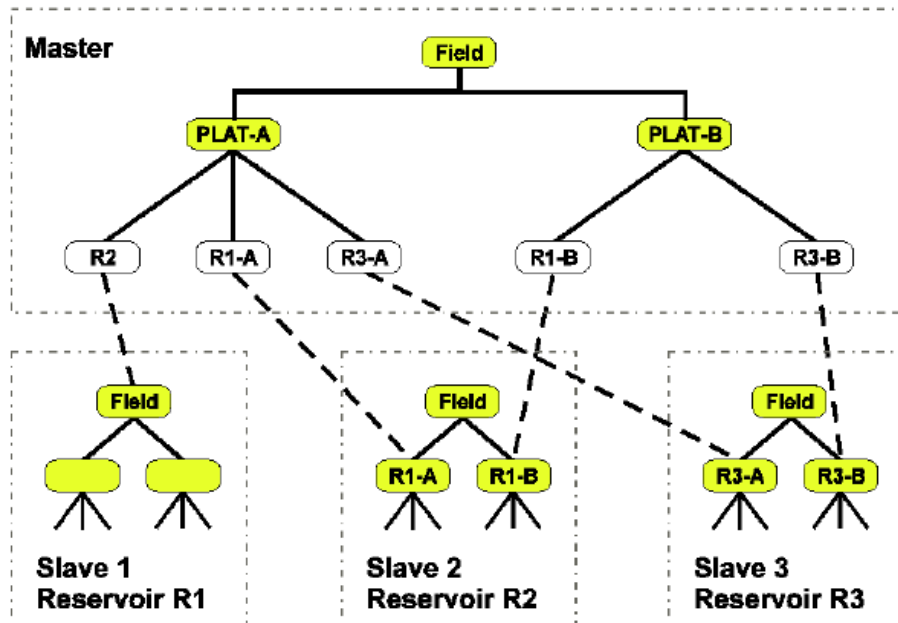 Master
Field
PLAT-A
PLAT-B
R2
R1-A
R3-A
R1-B
R3-B
Field
Field
Field
R1-A
R1-B
R3-A
R3-B
Slave 1
Reservoir R1
Slave 2
Reservoir R2
Slave 3
Reservoir R3